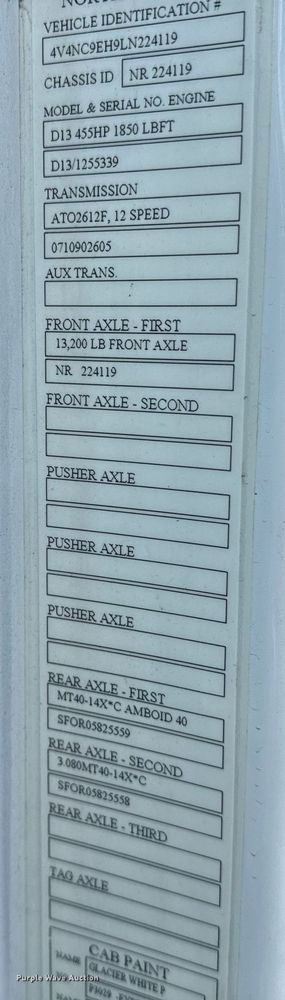 VEHICLE IDENTIFICATION #
4V4NC9EH9LN224119
CHASSIS ID NR 224119
MODEL & SERIAL NO. ENGINE
D13 455HP 1850 LBFT
D13/1255339
TRANSMISSION
ATO2612F, 12 SPEED
0710902605
AUX TRANS.
FRONT AXLE - FIRST
13,200 LB FRONT AXLE
NR 224119
FRONT AXLE - SECOND
PUSHER AXLE
PUSHER AXLE
PUSHER AXLE
REAR AXLE - FIRST
MT40-14X*C AMBOID 40
SFOR05825559
REAR AXLE - SECOND
3.080MT40-14X*C
SFOR05825558
REAR AXLE - THIRD
TAG AXLE
CAB PAINT
NAME GLACIER WHITE P
P3029
Purple Wave Auction